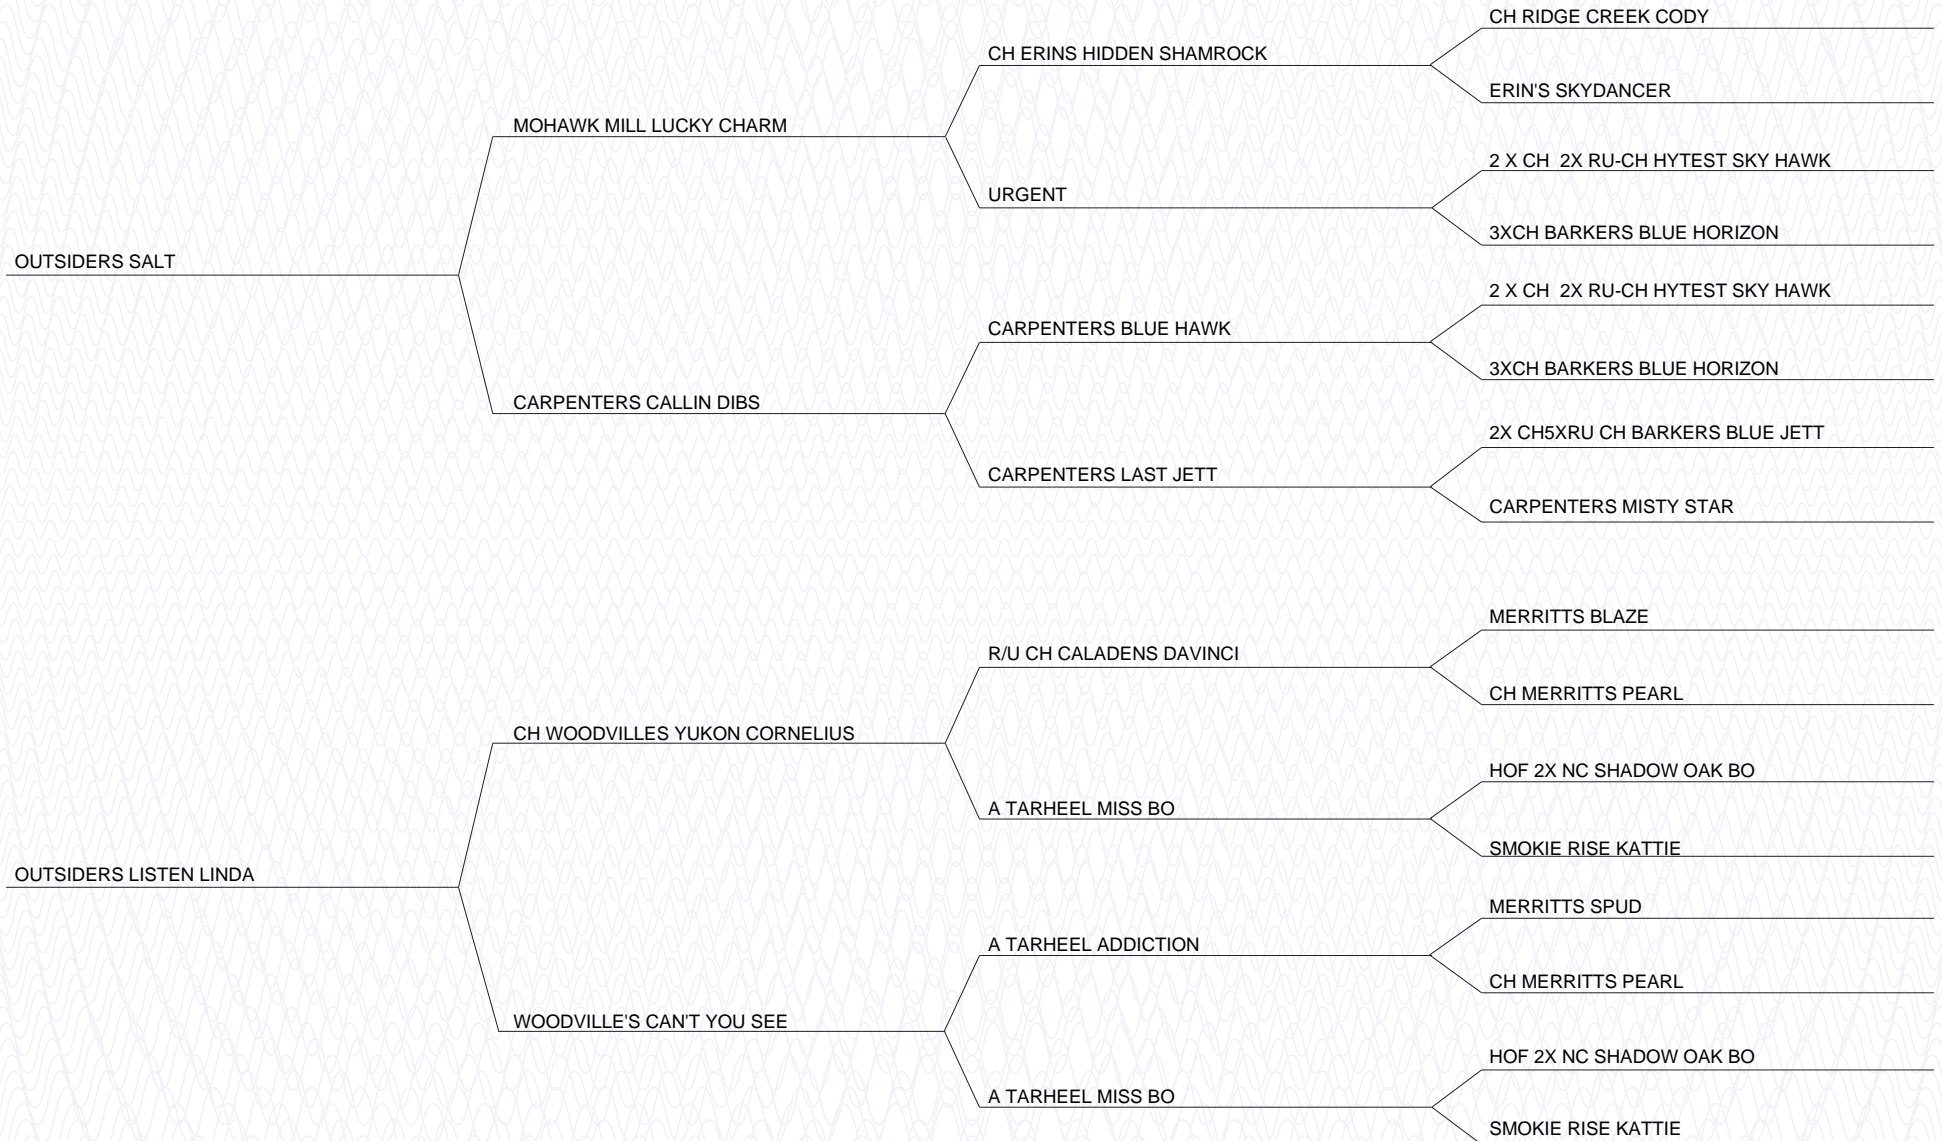 CH RIDGE CREEK CODY
CH ERINS HIDDEN SHAMROCK
ERIN'S SKYDANCER
MOHAWK MILL LUCKY CHARM
2 X CH  2X RU-CH HYTEST SKY HAWK
URGENT
3XCH BARKERS BLUE HORIZON
OUTSIDERS SALT
2 X CH  2X RU-CH HYTEST SKY HAWK
CARPENTERS BLUE HAWK
3XCH BARKERS BLUE HORIZON
CARPENTERS CALLIN DIBS
2X CH5XRU CH BARKERS BLUE JETT
CARPENTERS LAST JETT
CARPENTERS MISTY STAR
MERRITTS BLAZE
R/U CH CALADENS DAVINCI
CH MERRITTS PEARL
CH WOODVILLES YUKON CORNELIUS
HOF 2X NC SHADOW OAK BO
A TARHEEL MISS BO
SMOKIE RISE KATTIE
OUTSIDERS LISTEN LINDA
MERRITTS SPUD
A TARHEEL ADDICTION
CH MERRITTS PEARL
WOODVILLE'S CAN'T YOU SEE
HOF 2X NC SHADOW OAK BO
A TARHEEL MISS BO
SMOKIE RISE KATTIE